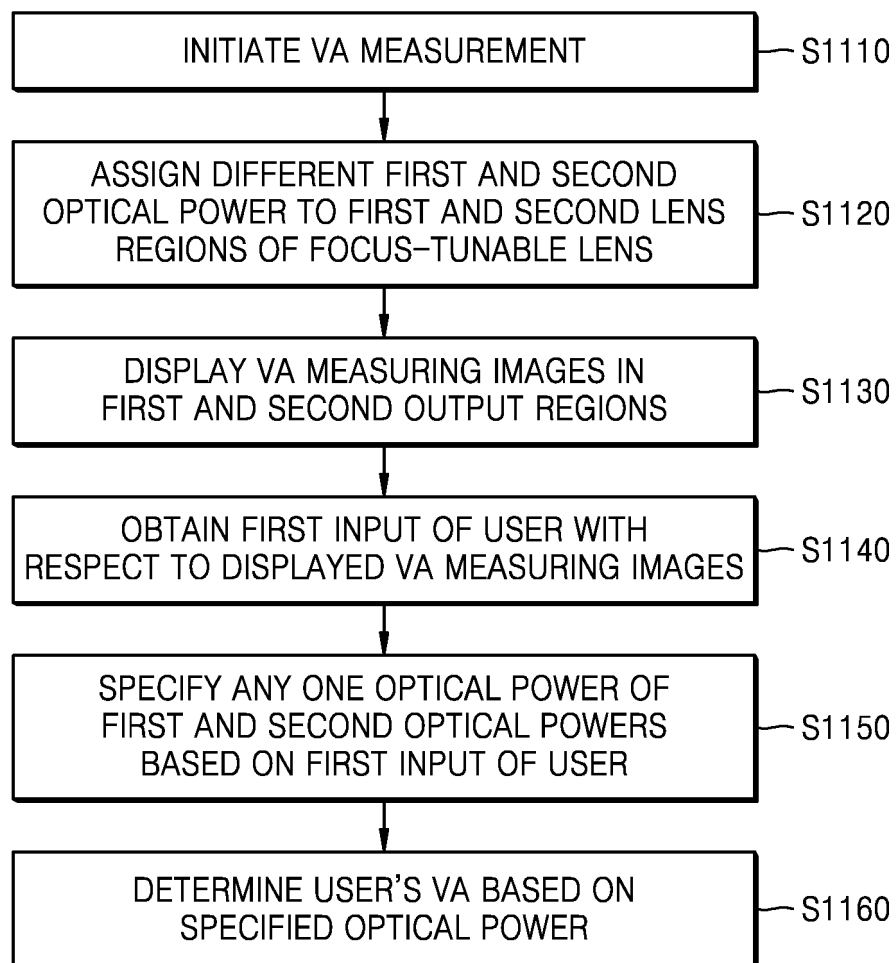 INITIATE VA MEASUREMENT
S1110
ASSIGN DIFFERENT FIRST AND SECOND
OPTICAL POWER TO FIRST AND SECOND LENS
REGIONS OF FOCUS-TUNABLE LENS
S1120
DISPLAY VA MEASURING IMAGES IN
FIRST AND SECOND OUTPUT REGIONS
S1130
OBTAIN FIRST INPUT OF USER WITH
RESPECT TO DISPLAYED VA MEASURING IMAGES
S1140
SPECIFY ANY ONE OPTICAL POWER OF
FIRST AND SECOND OPTICAL POWERS
BASED ON FIRST INPUT OF USER
S1150
DETERMINE USER'S VA BASED ON
SPECIFIED OPTICAL POWER
S1160